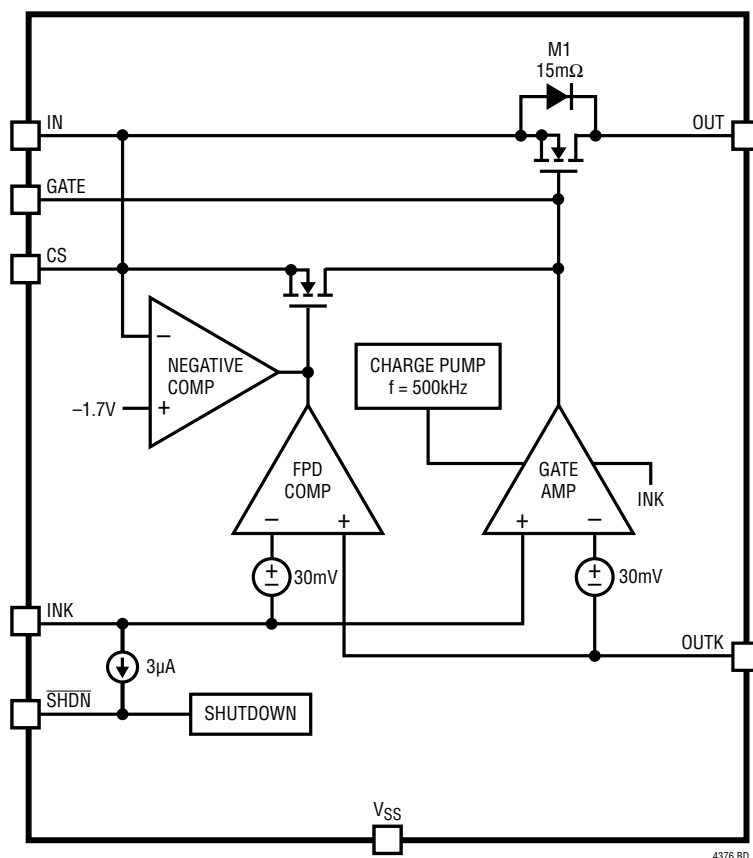 M1
15mΩ
IN
OUT
GATE
CS
−
NEGATIVE
COMP
–1.7V
+
CHARGE PUMP
f = 500kHz
FPD
COMP
−
+
GATE
AMP
+
−
INK
+
−
30mV
+
−
30mV
INK
OUTK
3µA
SHDN
SHUTDOWN
VSS
4376 BD